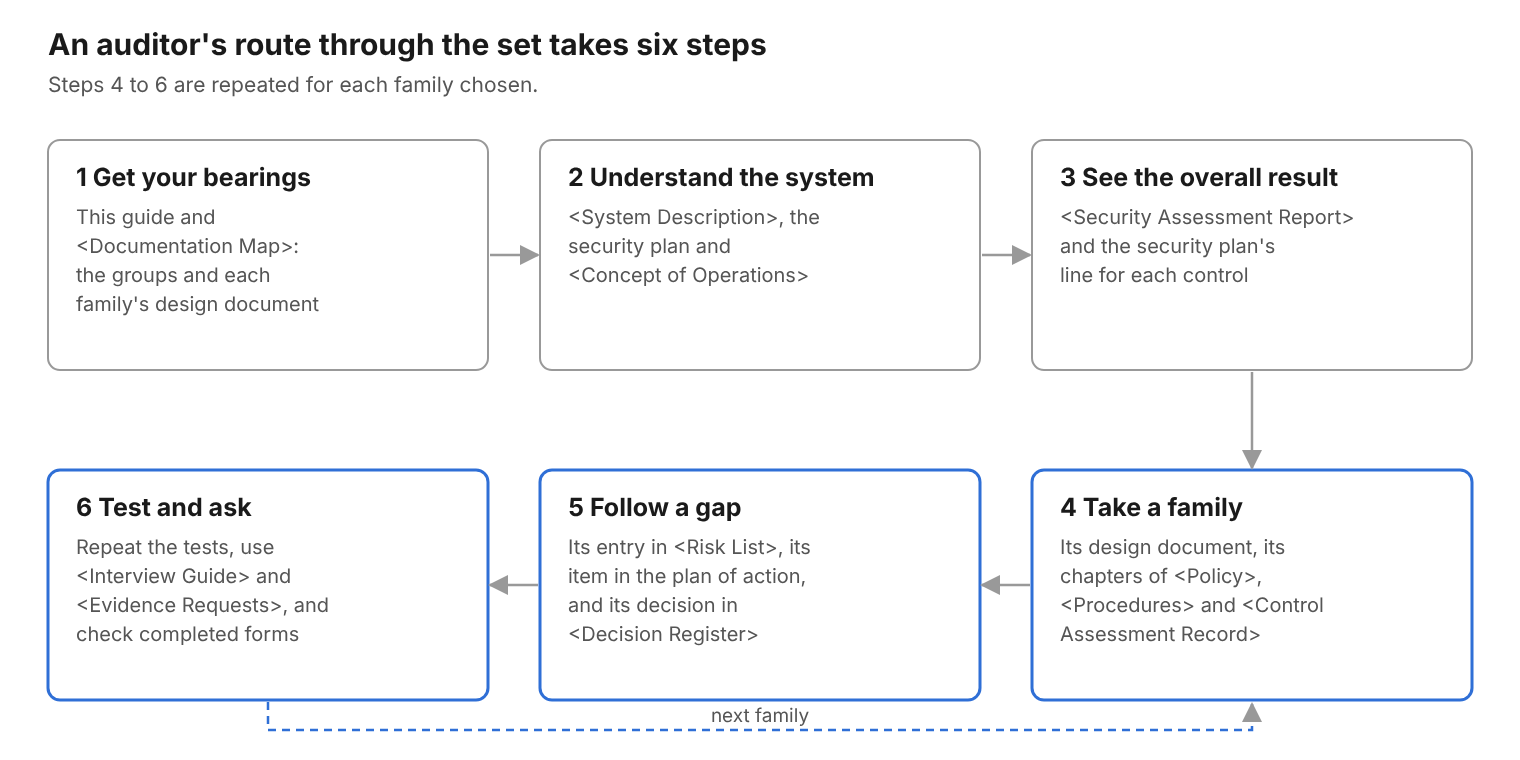 An auditor's route through the set takes six steps
Steps 4 to 6 are repeated for each family chosen.
1 Get your bearings
This guide and
<Documentation Map>:
the groups and each
family's design document
2 Understand the system
<System Description>, the
security plan and
<Concept of Operations>
3 See the overall result
<Security Assessment Report>
and the security plan's
line for each control
4 Take a family
Its design document, its
chapters of <Policy>,
<Procedures> and <Control
Assessment Record>
5 Follow a gap
Its entry in <Risk List>, its
item in the plan of action,
and its decision in
<Decision Register>
6 Test and ask
Repeat the tests, use
<Interview Guide> and
<Evidence Requests>, and
check completed forms
next family